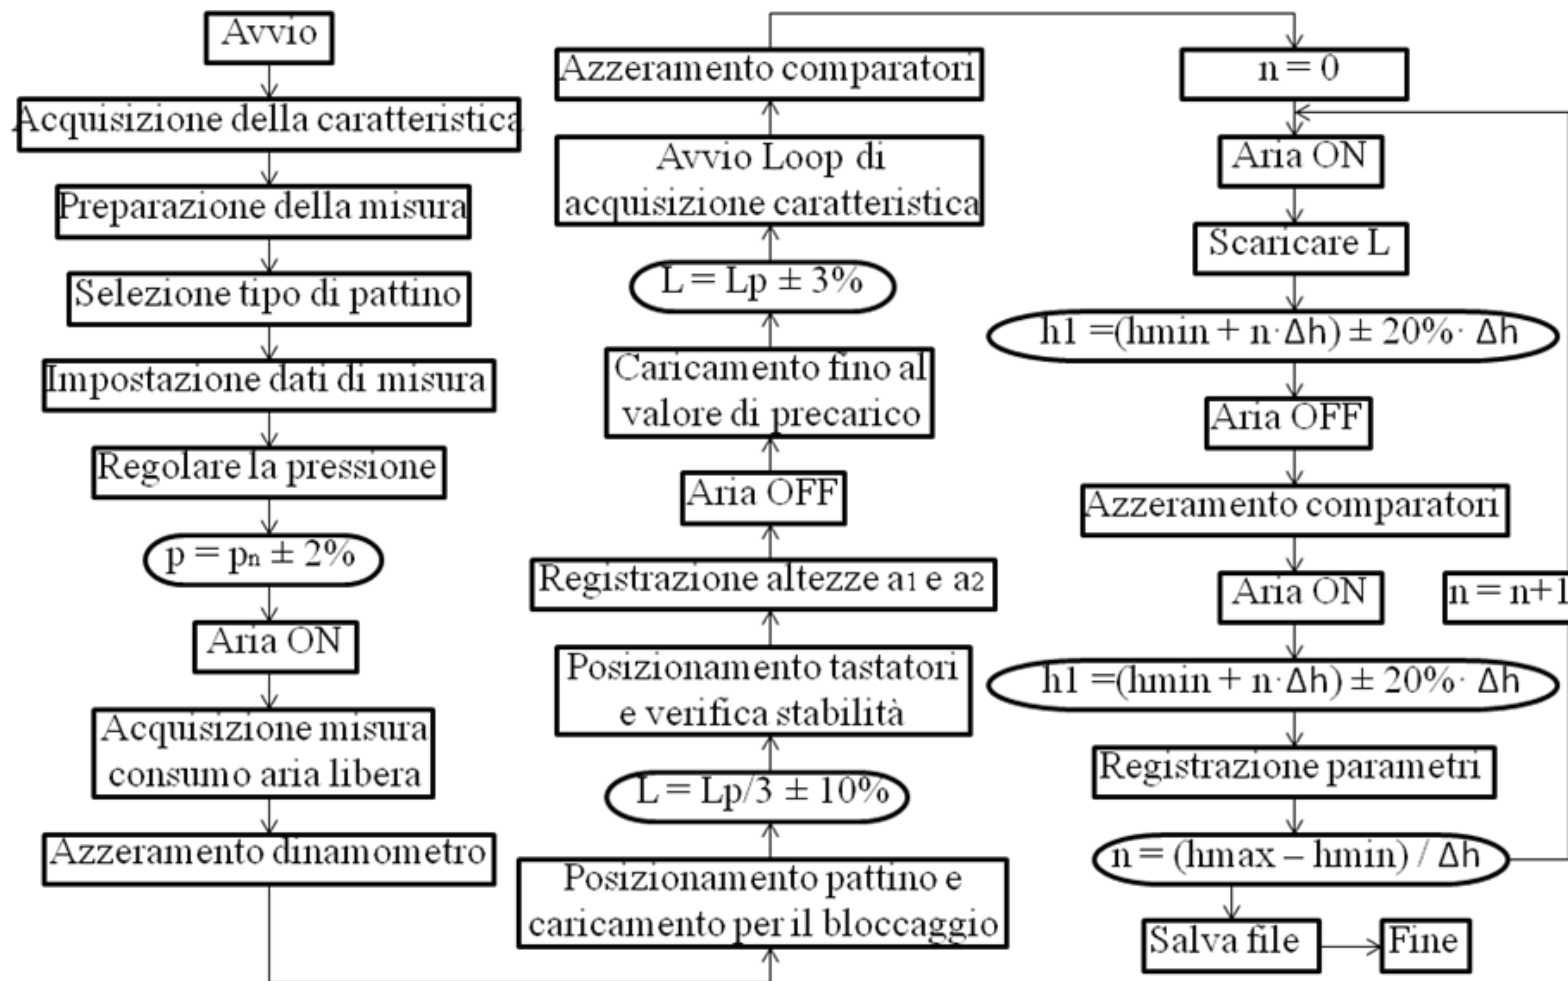 Avvio
Acquisizione della caratteristica
Preparazione della misura
Selezione tipo di pattino
Impostazione dati di misura
Regolare la pressione
p = pn ± 2%
Aria ON
Acquisizione misura
consumo aria libera
Azzeramento dinamometro
Posizionamento pattino e
caricamento per il bloccaggio
L = Lp/3 ± 10%
Posizionamento tastatori
e verifica stabilità
Registrazione altezze a1 e a2
Aria OFF
Caricamento fino al
valore di precarico
L = Lp ± 3%
Avvio Loop di
acquisizione caratteristica
Azzeramento comparatori
n = 0
Aria ON
Scaricare L
h1 =(hmin + n·Δh) ± 20%· Δh
Aria OFF
Azzeramento comparatori
Aria ON
n = n+1
h1 =(hmin + n·Δh) ± 20%· Δh
Registrazione parametri
n = (hmax – hmin) / Δh
Salva file
Fine